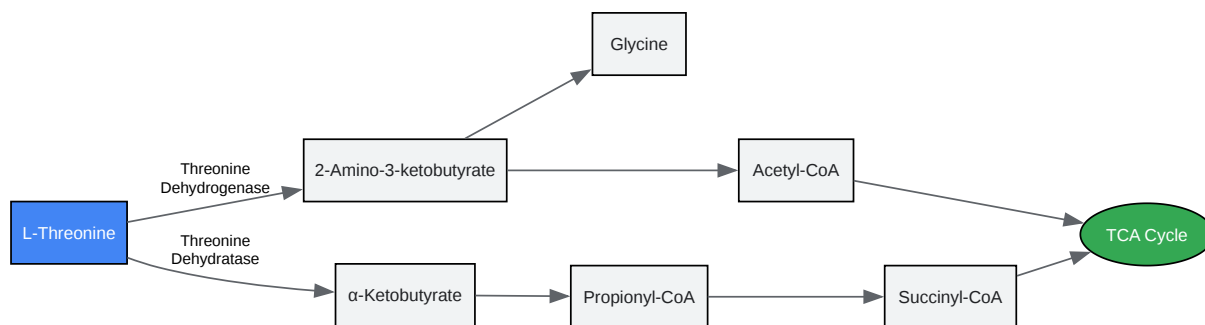 Glycine
Threonine
Dehydrogenase
2-Amino-3-ketobutyrate
Acetyl-CoA
L-Threonine
TCA Cycle
Threonine
Dehydratase
α-Ketobutyrate
Propionyl-CoA
Succinyl-CoA